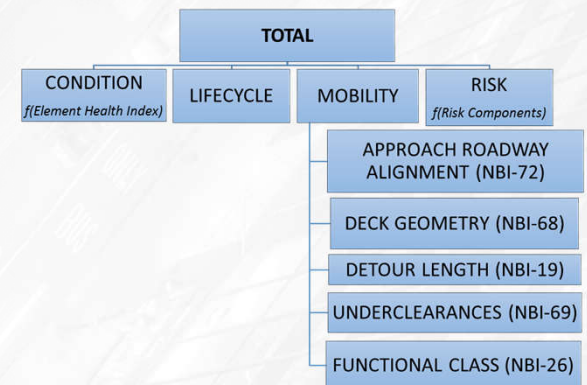 TOTAL
CONDITION
f(Element Health Index)
LIFECYCLE
MOBILITY
RISK
f(Risk Components)
APPROACH ROADWAY
ALIGNMENT (NBI-72)
DECK GEOMETRY (NBI-68)
DETOUR LENGTH (NBI-19)
UNDERCLEARANCES (NBI-69)
FUNCTIONAL CLASS (NBI-26)